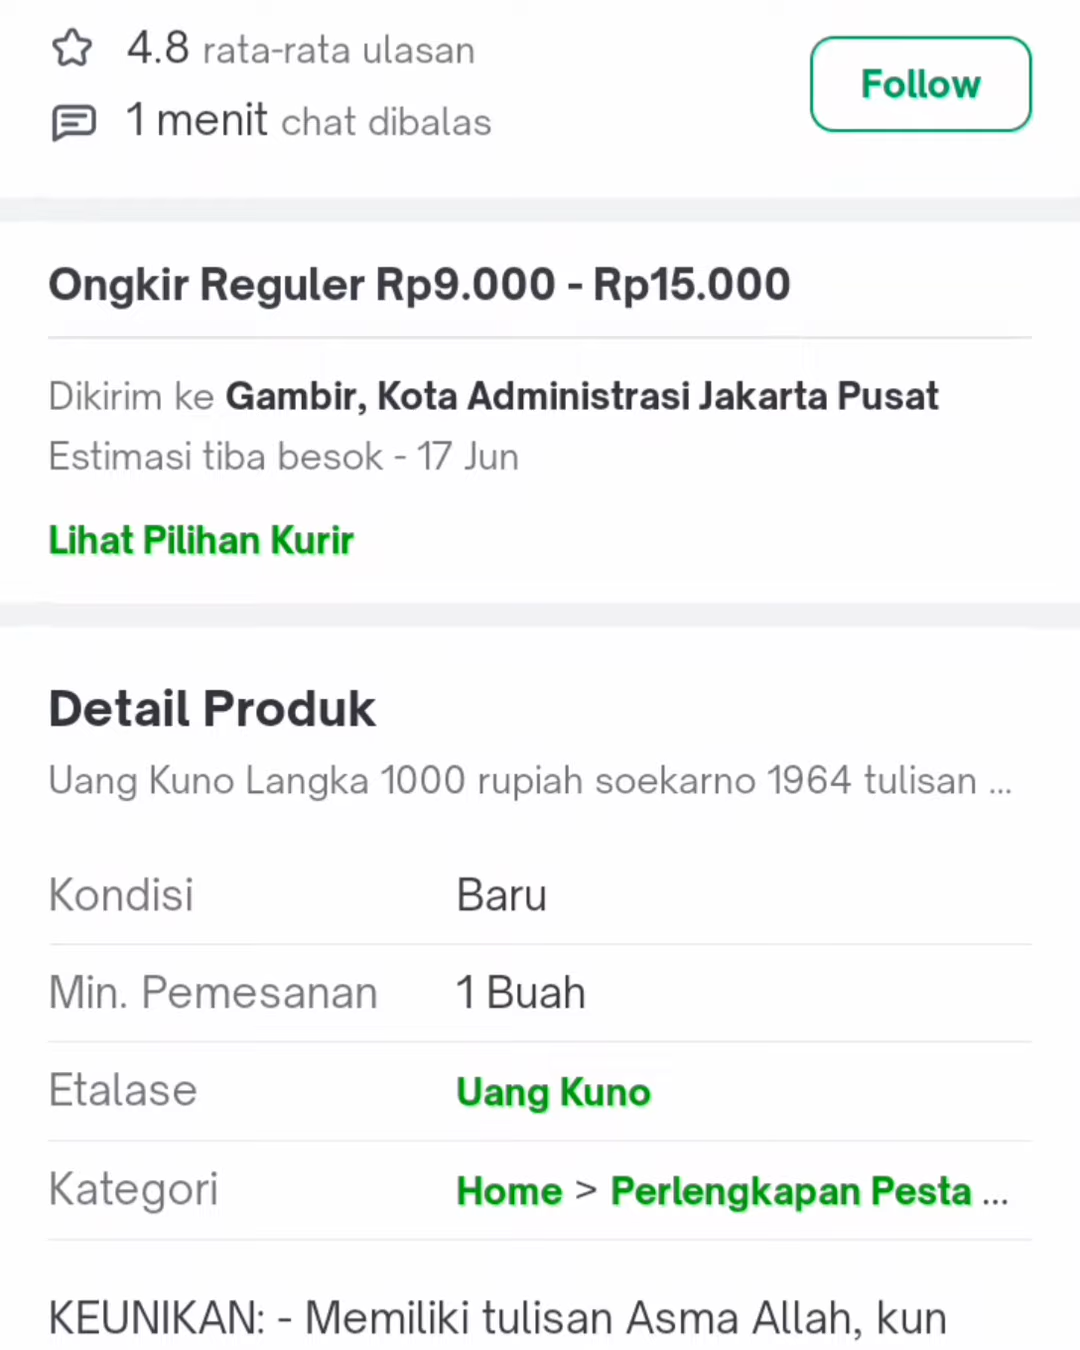 4.8 rata-rata ulasan
Follow
1 menit chat dibalas
Ongkir Reguler Rp9.000 - Rp15.000
Dikirim ke Gambir, Kota Administrasi Jakarta Pusat
Estimasi tiba besok - 17 Jun
Lihat Pilihan Kurir
Detail Produk
Uang Kuno Langka 1000 rupiah soekarno 1964 tulisan ...
Kondisi Baru
Min. Pemesanan 1 Buah
Etalase Uang Kuno
Kategori Home > Perlengkapan Pesta ...
KEUNIKAN: - Memiliki tulisan Asma Allah, kun